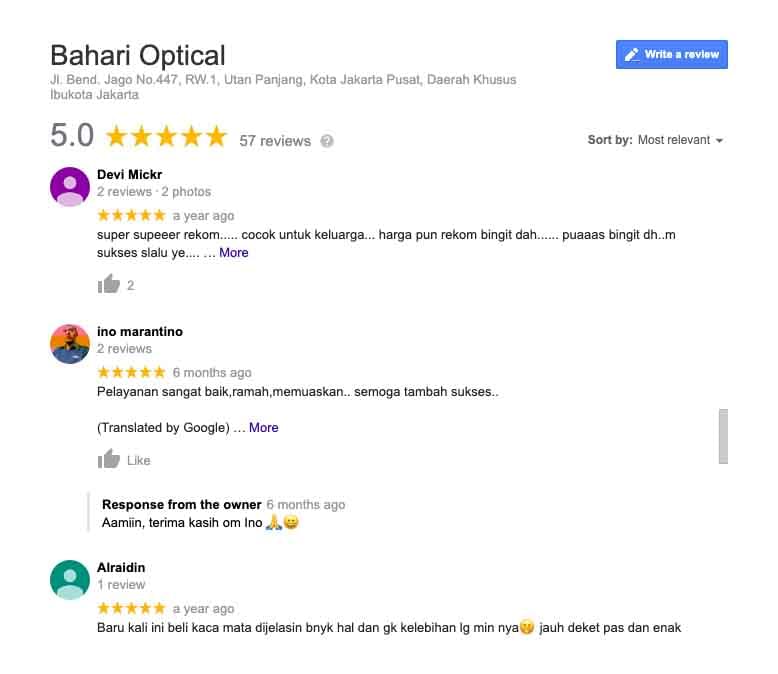 Bahari Optical
Write a review
Jl. Bend. Jago No.447, RW.1, Utan Panjang, Kota Jakarta Pusat, Daerah Khusus
Ibukota Jakarta
5.0 ★★★★★ 57 reviews ?
Sort by: Most relevant
Devi Mickr
2 reviews · 2 photos
★★★★★ a year ago
super supeeer rekom..... cocok untuk keluarga... harga pun rekom bingit dah...... puaaas bingit dh..m
sukses slalu ye.... … More
2
ino marantino
2 reviews
★★★★★ 6 months ago
Pelayanan sangat baik,ramah,memuaskan.. semoga tambah sukses..
(Translated by Google) … More
Like
Response from the owner 6 months ago
Aamiin, terima kasih om Ino 🙏😄
Alraidin
1 review
★★★★★ a year ago
Baru kali ini beli kaca mata dijelasin bnyk hal dan gk kelebihan lg min nya🤭 jauh deket pas dan enak